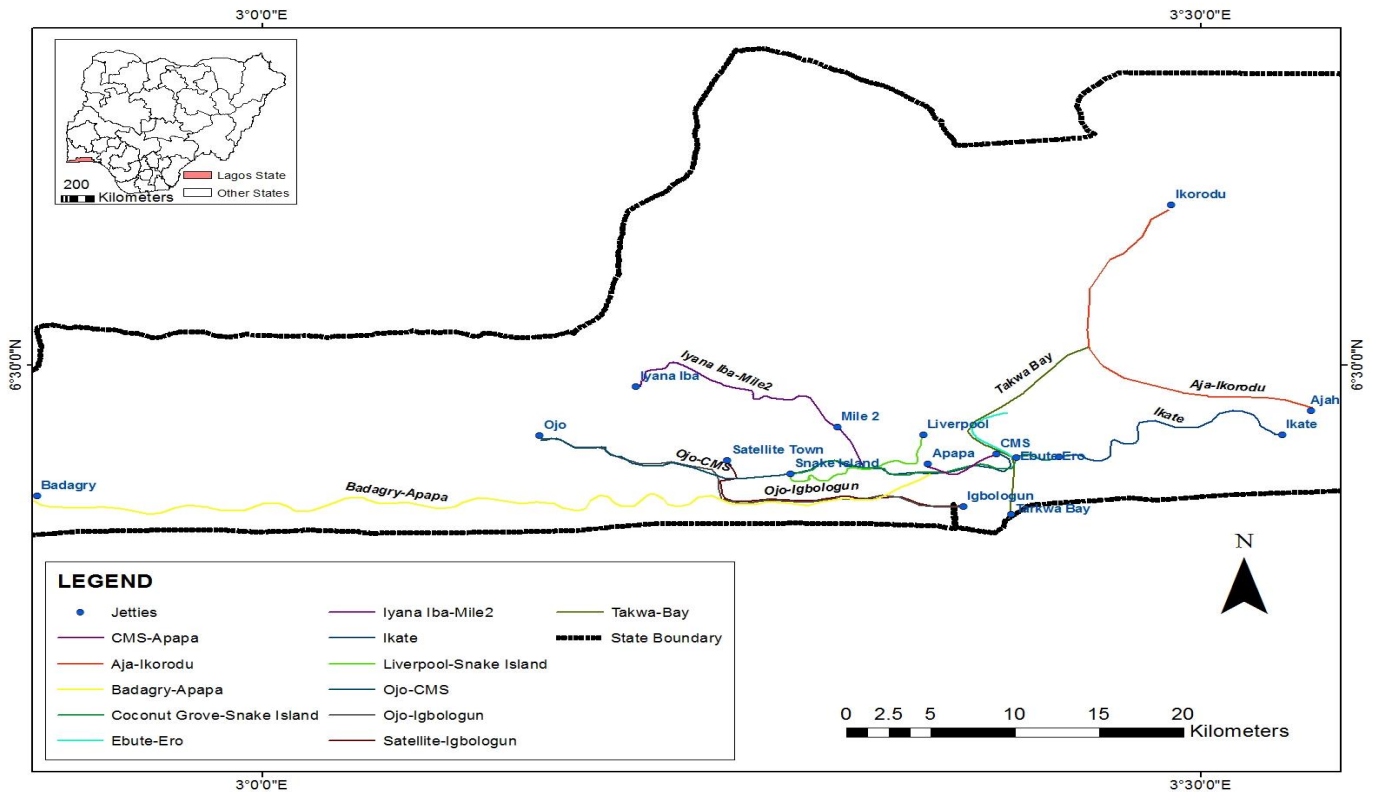 3°0'0"E
3°30'0"E
Lagos State
Other States
200
Kilometers
Ikorodu
6°30'0"N
6°30'0"N
Iyana Iba-Mile2
Iyana Iba
Takwa Bay
Aja-Ikorodu
Ajah
Ikate
Ikate
Mile 2
Liverpool
Ojo
CMS
Satellite Town
Ojo-CMS
Apapa
Ebute-Ero
Snake Island
Badagry
Badagry-Apapa
Ojo-Igbologun
Igbologun
Tarkwa Bay
N
LEGEND
Jetties
CMS-Apapa
Aja-Ikorodu
Badagry-Apapa
Coconut Grove-Snake Island
Ebute-Ero
Iyana Iba-Mile2
Ikate
Liverpool-Snake Island
Ojo-CMS
Ojo-Igbologun
Satellite-Igbologun
Takwa-Bay
State Boundary
0 2.5 5 10 15 20
Kilometers
3°0'0"E
3°30'0"E